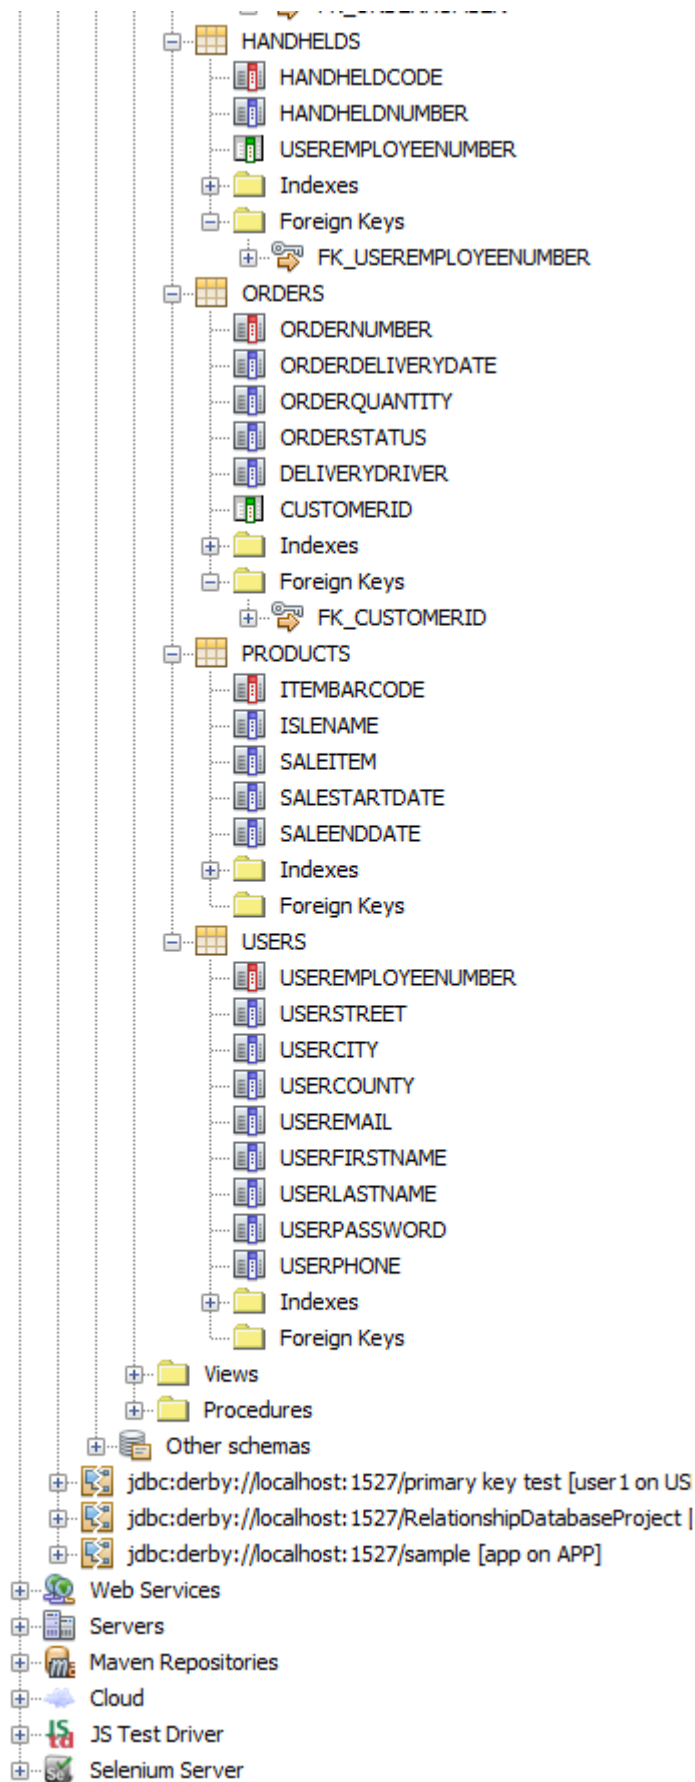 FK_ORDERNUMBER
HANDHELDS
HANDHELDCODE
HANDHELDNUMBER
USEREMPLOYEENUMBER
Indexes
Foreign Keys
FK_USEREMPLOYEENUMBER
ORDERS
ORDERNUMBER
ORDERDELIVERYDATE
ORDERQUANTITY
ORDERSTATUS
DELIVERYDRIVER
CUSTOMERID
Indexes
Foreign Keys
FK_CUSTOMERID
PRODUCTS
ITEMBARCODE
ISLENAME
SALEITEM
SALESTARTDATE
SALEENDDATE
Indexes
Foreign Keys
USERS
USEREMPLOYEENUMBER
USERSTREET
USERCITY
USERCOUNTY
USEREMAIL
USERFIRSTNAME
USERLASTNAME
USERPASSWORD
USERPHONE
Indexes
Foreign Keys
Views
Procedures
Other schemas
jdbc:derby://localhost:1527/primary key test [user1 on US
jdbc:derby://localhost:1527/RelationshipDatabaseProject [
jdbc:derby://localhost:1527/sample [app on APP]
Web Services
Servers
Maven Repositories
Cloud
JS Test Driver
Selenium Server